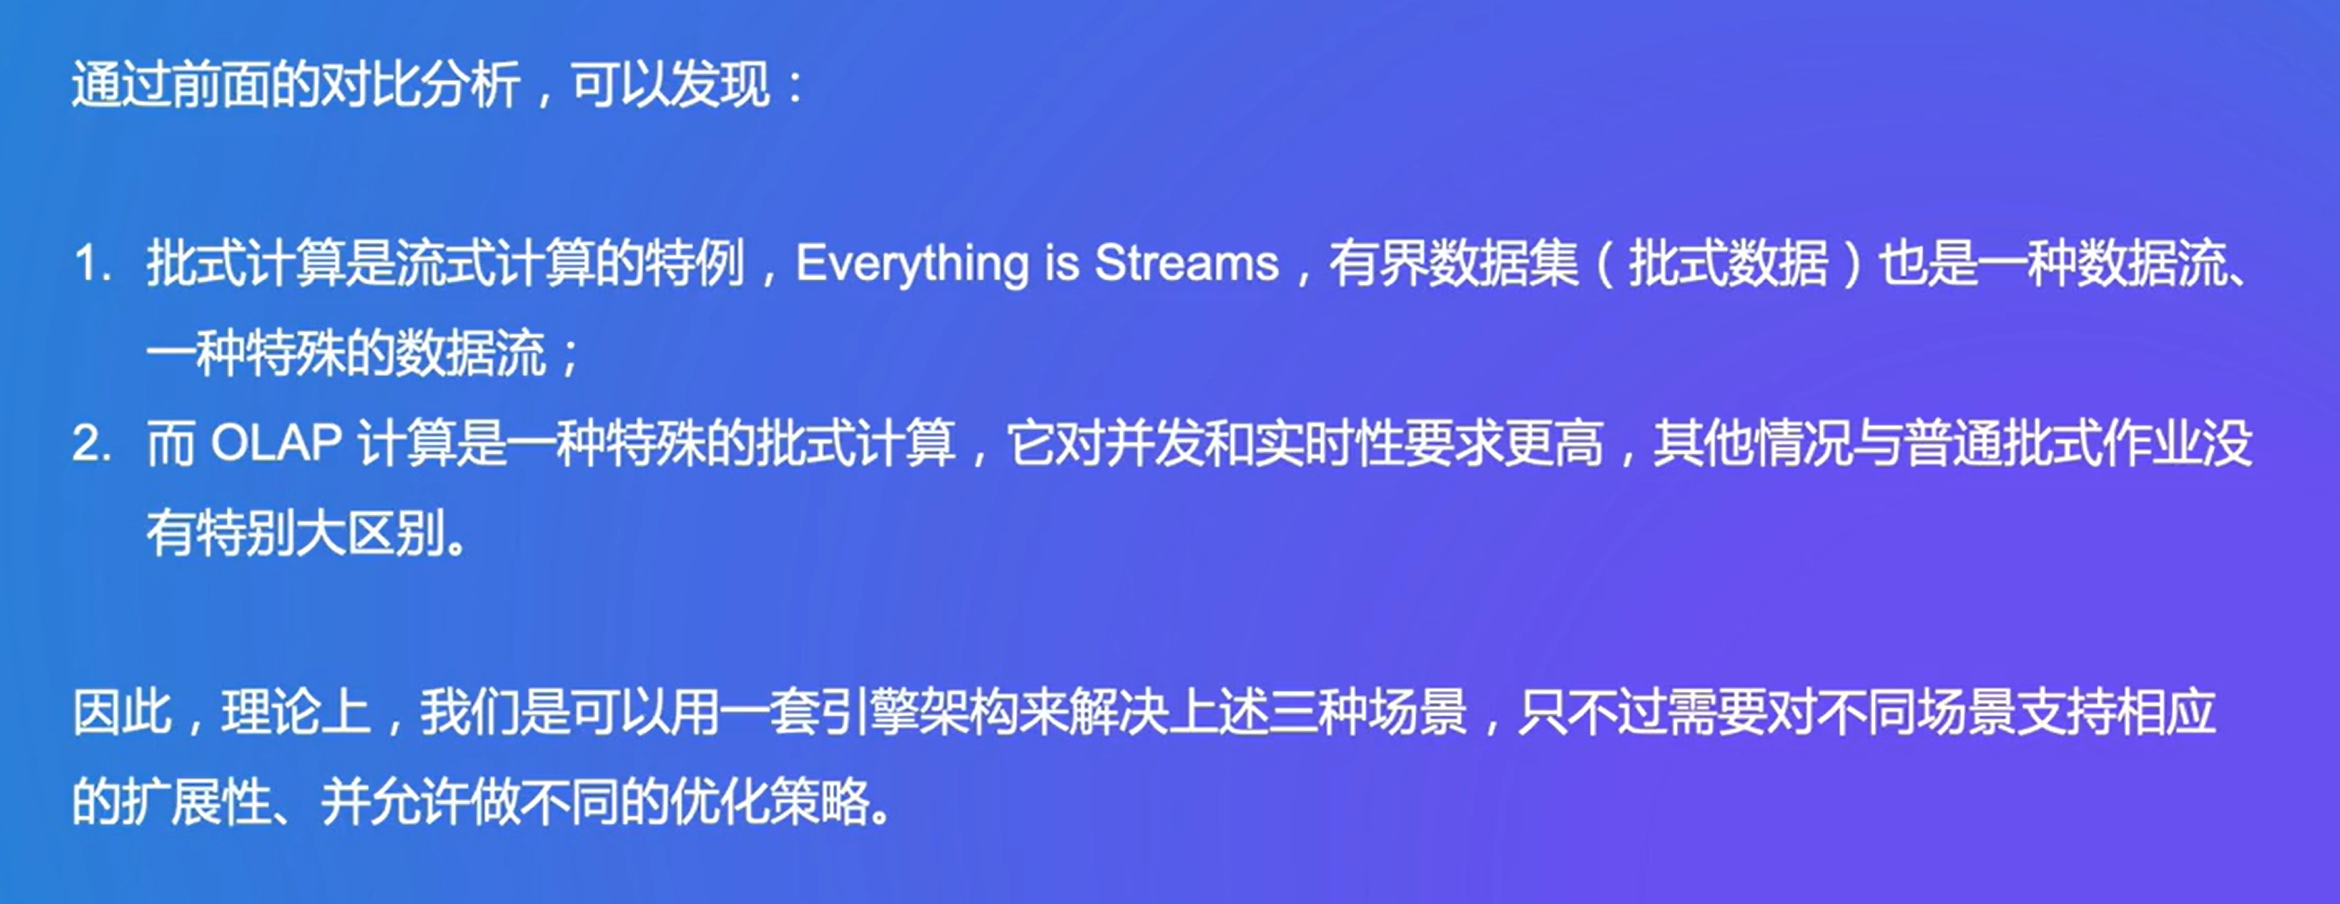 通过前面的对比分析，可以发现：
1. 批式计算是流式计算的特例，Everything is Streams，有界数据集（批式数据）也是一种数据流、
一种特殊的数据流；
2. 而 OLAP 计算是一种特殊的批式计算，它对并发和实时性要求更高，其他情况与普通批式作业没
有特别大区别。
因此，理论上，我们是可以用一套引擎架构来解决上述三种场景，只不过需要对不同场景支持相应
的扩展性、并允许做不同的优化策略。